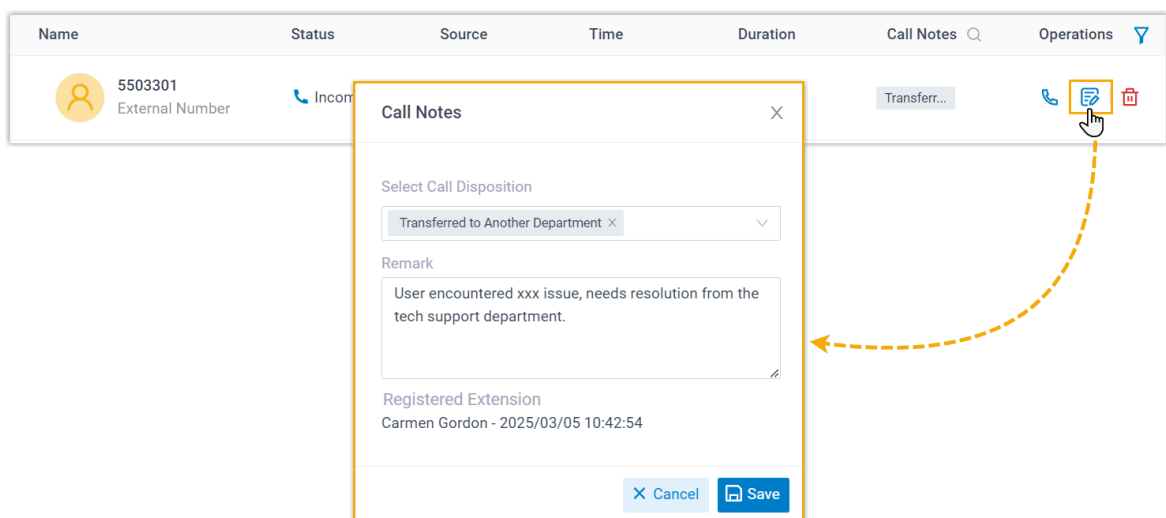 Name Status Source Time Duration Call Notes Operations
5503301
External Number
Incom
Transferr...
Call Notes
Select Call Disposition
Transferred to Another Department
Remark
User encountered xxx issue, needs resolution from the
tech support department.
Registered Extension
Carmen Gordon - 2025/03/05 10:42:54
Cancel Save